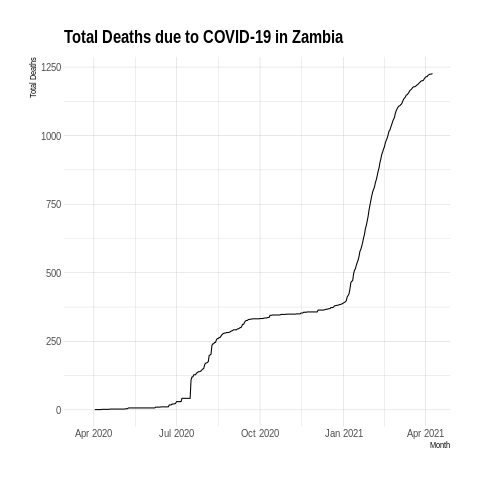 Total Deaths due to COVID-19 in Zambia
Total Deaths
1250
1000
750
500
250
0
Apr 2020 Jul 2020 Oct 2020 Jan 2021 Apr 2021
Month